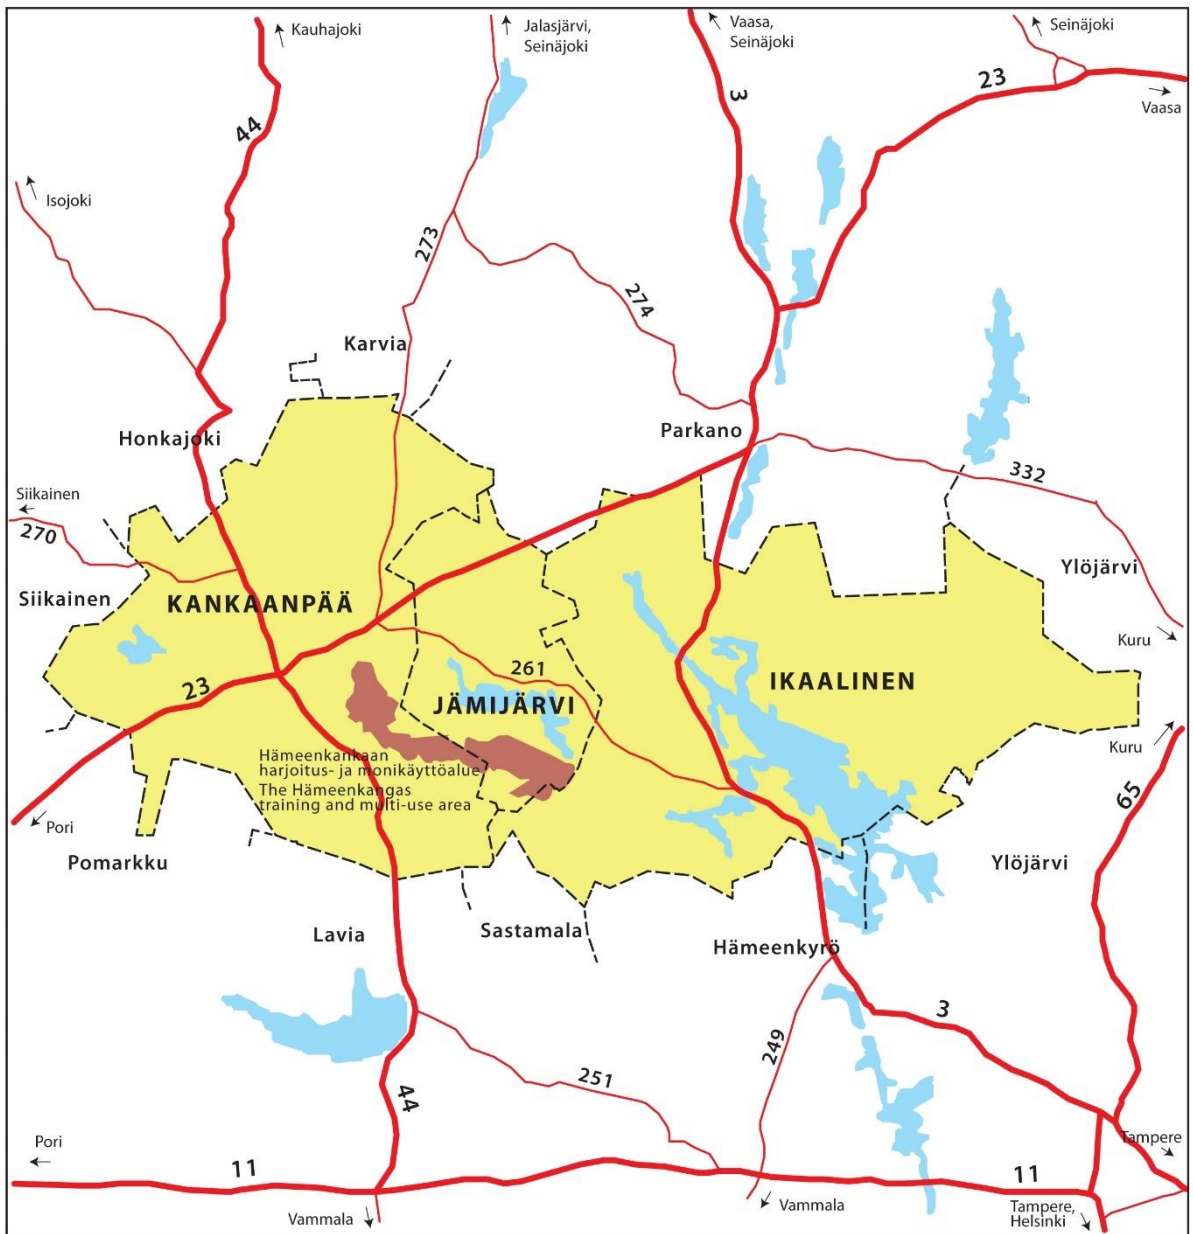 Kauhajoki
Jalasjärvi,
Seinäjoki
Vaasa,
Seinäjoki
Seinäjoki
23
Vaasa
3
44
Isojoki
273
274
Karvia
Honkajoki
Parkano
332
Siikainen
270
Siikainen
KANKAANPÄÄ
Ylöjärvi
Kuru
261
IKAALINEN
23
JÄMIJÄRVI
Hämeenkankaan
harjoitus- ja monikäyttöalue
The Hämeenkangas
training and multi-use area
Kuru
65
Pori
Pomarkku
Ylöjärvi
Lavia
Sastamala
Hämeenkyrö
3
249
251
44
Pori
Tampere
11
11
Vammala
Vammala
Tampere,
Helsinki